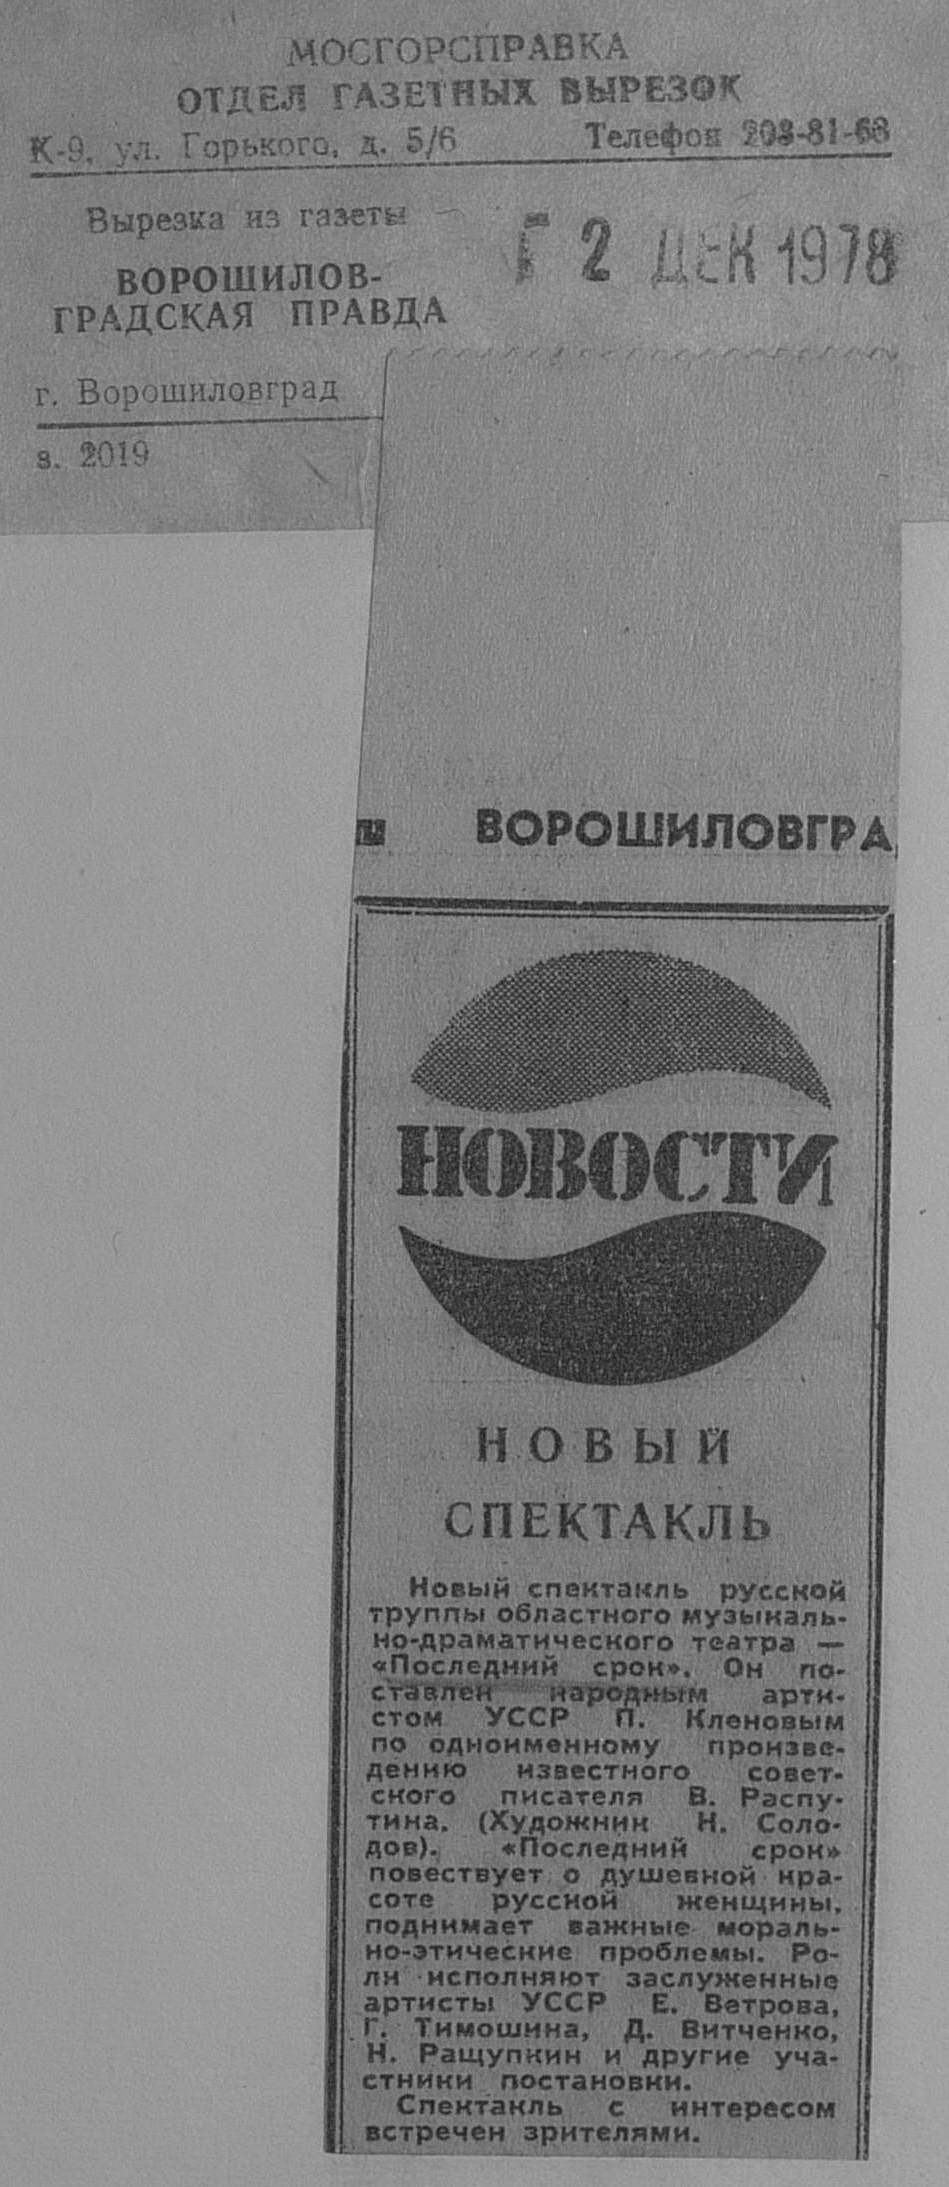 МОСГОРСПРАВКА
ОТДЕЛ ГАЗЕТНЫХ ВЫРЕЗОК
К-9, ул. Горького, д. 5/6 Телефон 203-81-63
Вырезка из газеты
ВОРОШИЛОВ-
ГРАДСКАЯ ПРАВДА
2 ДЕК 1978
г. Ворошиловград
з. 2019
ВОРОШИЛОВГРА
НОВОСТИ
НОВЫЙ
СПЕКТАКЛЬ
Новый спектакль русской
труппы областного музыкаль-
но-драматического театра —
«Последний срок». Он по-
ставлен народным арти-
стом УССР П. Кленовым
по одноименному произве-
дению известного совет-
ского писателя В. Распу-
тина. (Художник Н. Соло-
дов). «Последний срок»
повествует о душевной кра-
соте русской женщины,
поднимает важные мораль-
но-этические проблемы. Ро-
ли исполняют заслуженные
артисты УССР Е. Ветрова,
Г. Тимошина, Д. Витченко,
Н. Ращупкин и другие уча-
стники постановки.
Спектакль с интересом
встречен зрителями.